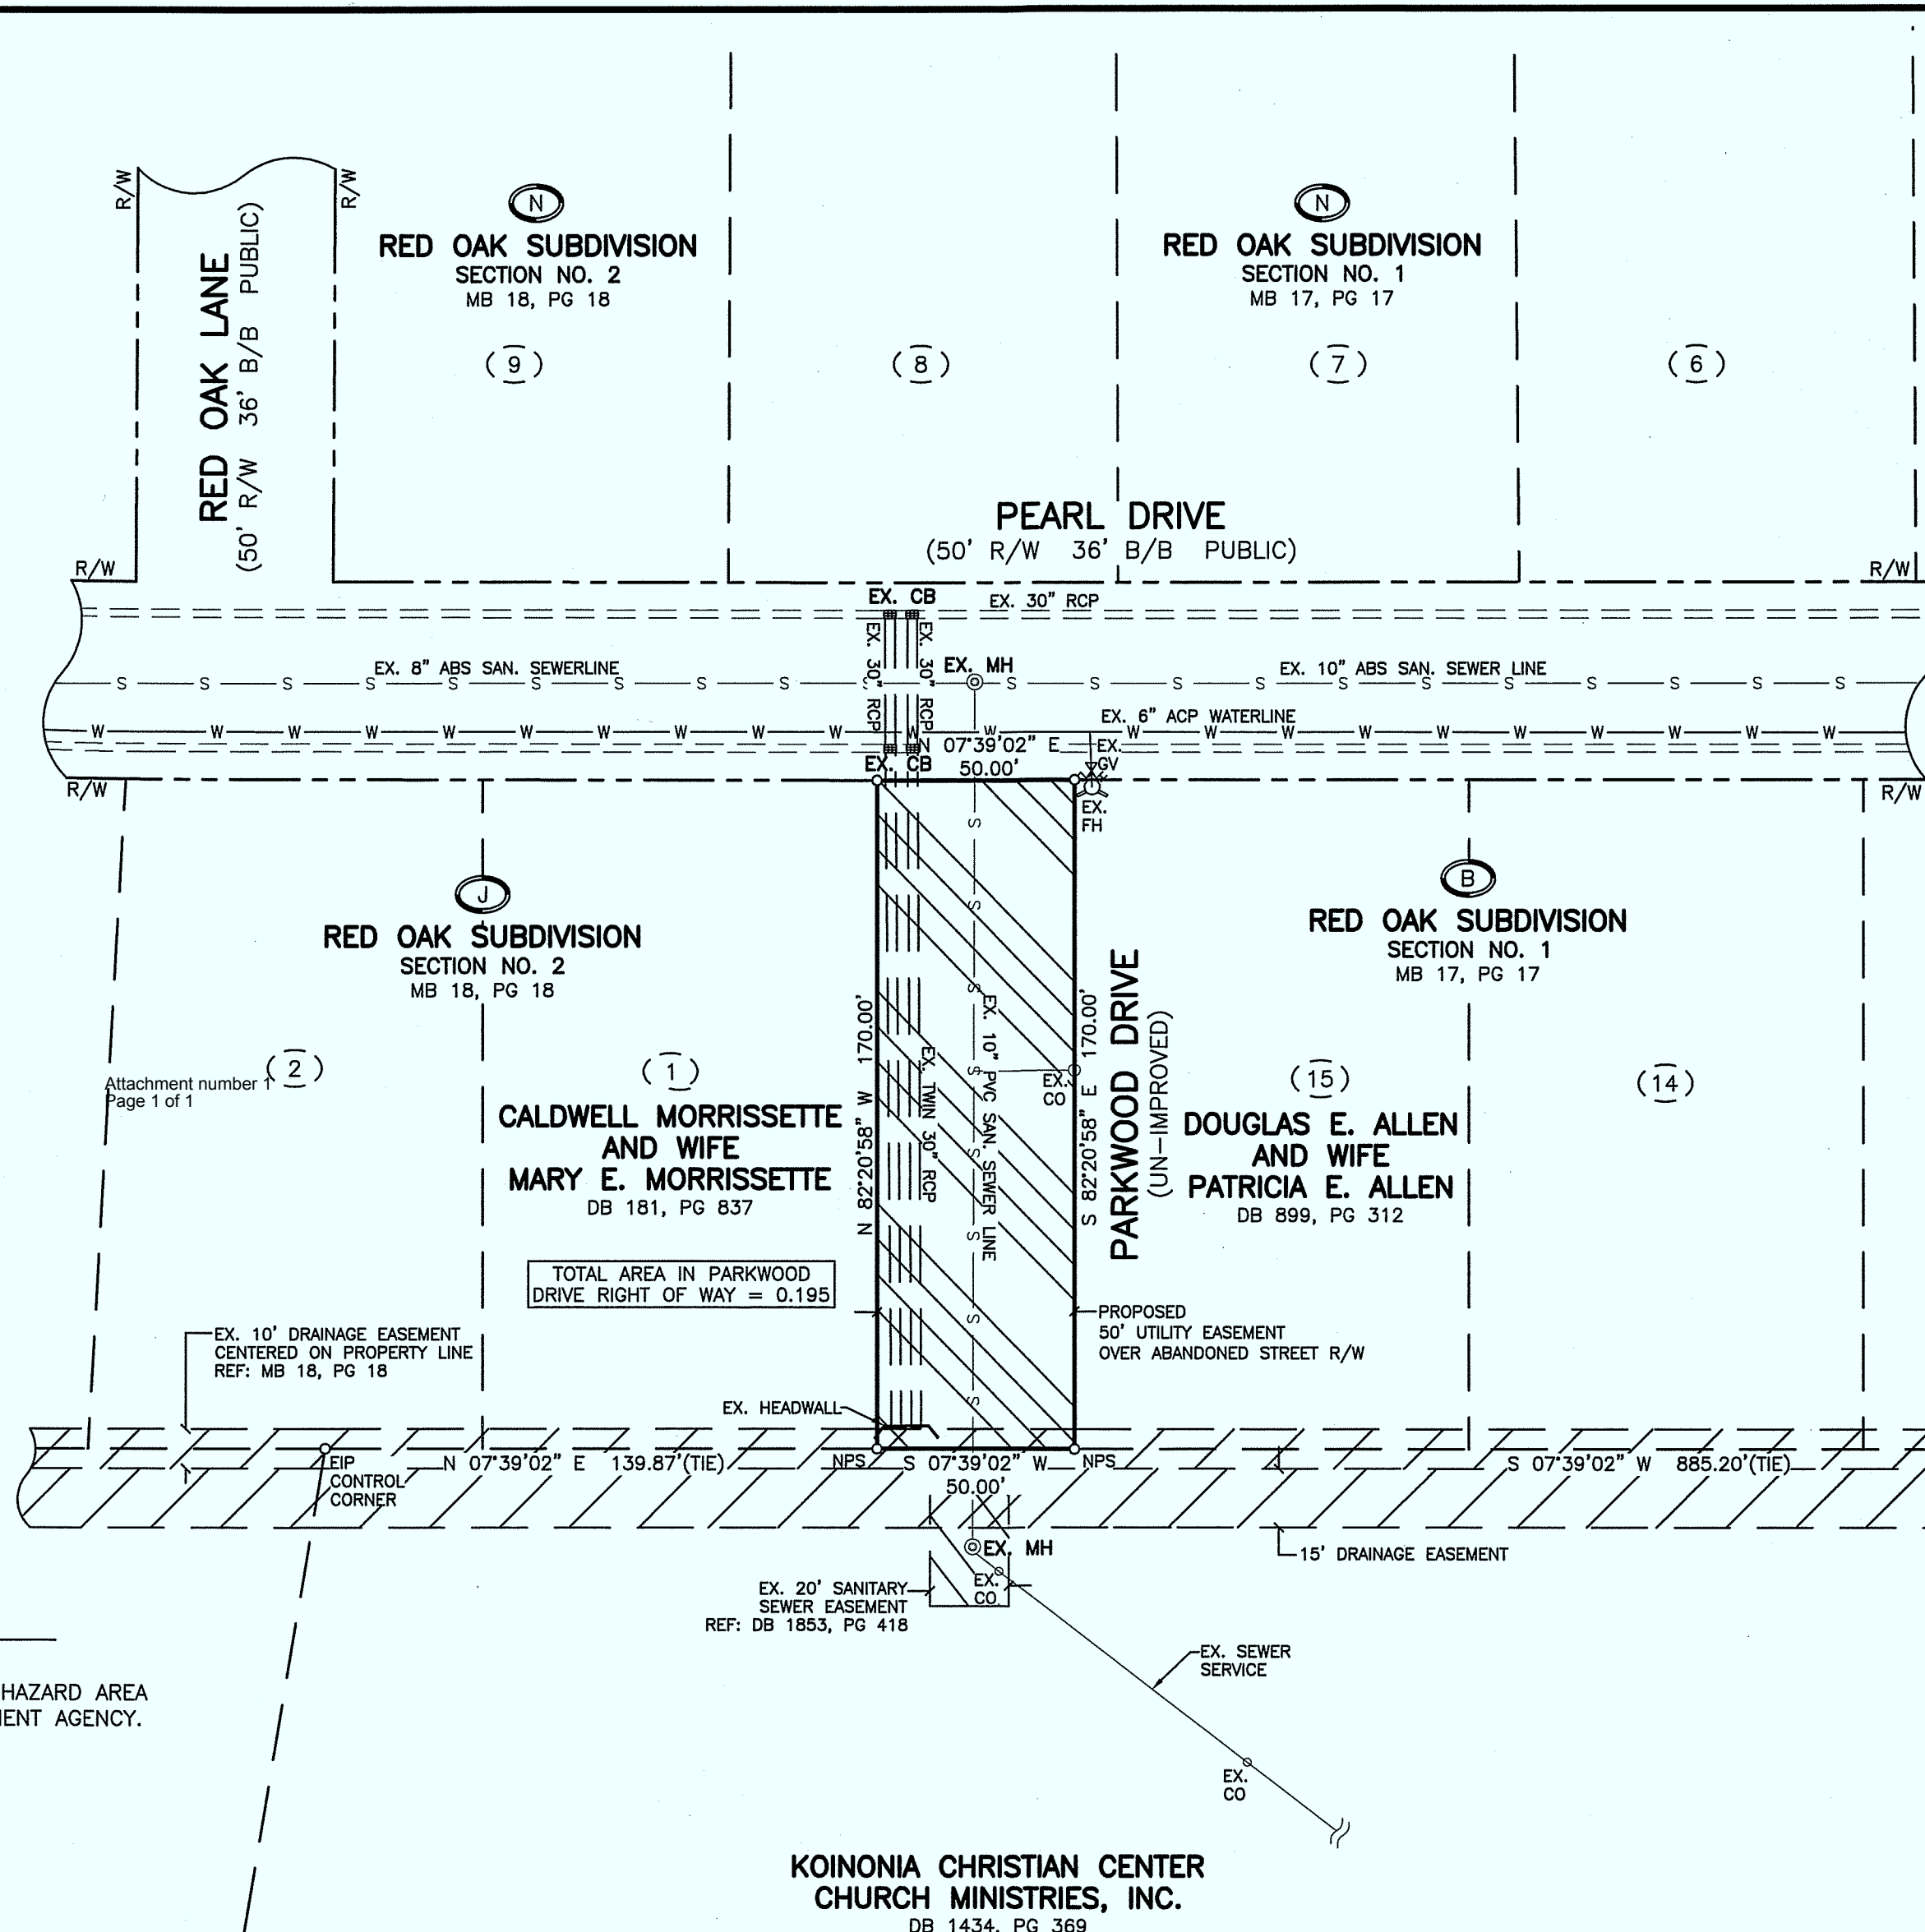 R/W
R/W
RED OAK LANE
(50' R/W 36' B/B PUBLIC)
N
RED OAK SUBDIVISION
SECTION NO. 2
MB 18, PG 18
(9)
(8)
N
RED OAK SUBDIVISION
SECTION NO. 1
MB 17, PG 17
(7)
(6)
PEARL DRIVE
(50' R/W 36' B/B PUBLIC)
R/W
R/W
EX. CB
EX. 30" RCP
EX. 30" RCP
EX. 30" RCP
EX. 8" ABS SAN. SEWERLINE
EX. MH
EX. 10" ABS SAN. SEWER LINE
S S S S S S S S S S S S S S S S S S S S
EX. 6" ACP WATERLINE
W W W W W W W W W W W W W W W W W W W W W W
N 07°39'02" E
50.00'
EX. CB
EX.
GV
EX.
FH
R/W
R/W
J
RED OAK SUBDIVISION
SECTION NO. 2
MB 18, PG 18
B
RED OAK SUBDIVISION
SECTION NO. 1
MB 17, PG 17
Attachment number 1
Page 1 of 1
(2)
(1)
CALDWELL MORRISSETTE
AND WIFE
MARY E. MORRISSETTE
DB 181, PG 837
N 82°20'58" W 170.00'
EX. TWIN 30" RCP
S S S S S S S S
EX. 10" PVC SAN. SEWER LINE
EX.
CO
S 82°20'58" E 170.00'
PARKWOOD DRIVE
(UN-IMPROVED)
(15)
(14)
DOUGLAS E. ALLEN
AND WIFE
PATRICIA E. ALLEN
DB 899, PG 312
TOTAL AREA IN PARKWOOD
DRIVE RIGHT OF WAY = 0.195
PROPOSED
50' UTILITY EASEMENT
OVER ABANDONED STREET R/W
EX. 10' DRAINAGE EASEMENT
CENTERED ON PROPERTY LINE
REF: MB 18, PG 18
EX. HEADWALL
EIP
CONTROL
CORNER
N 07°39'02" E 139.87'(TIE)
NPS
S 07°39'02" W
50.00'
NPS
S 07°39'02" W 885.20'(TIE)
EX. MH
15' DRAINAGE EASEMENT
EX. 20' SANITARY
SEWER EASEMENT
REF: DB 1853, PG 418
EX.
CO
EX. SEWER
SERVICE
HAZARD AREA
MENT AGENCY.
EX.
CO
KOINONIA CHRISTIAN CENTER
CHURCH MINISTRIES, INC.
DB 1434, PG 369